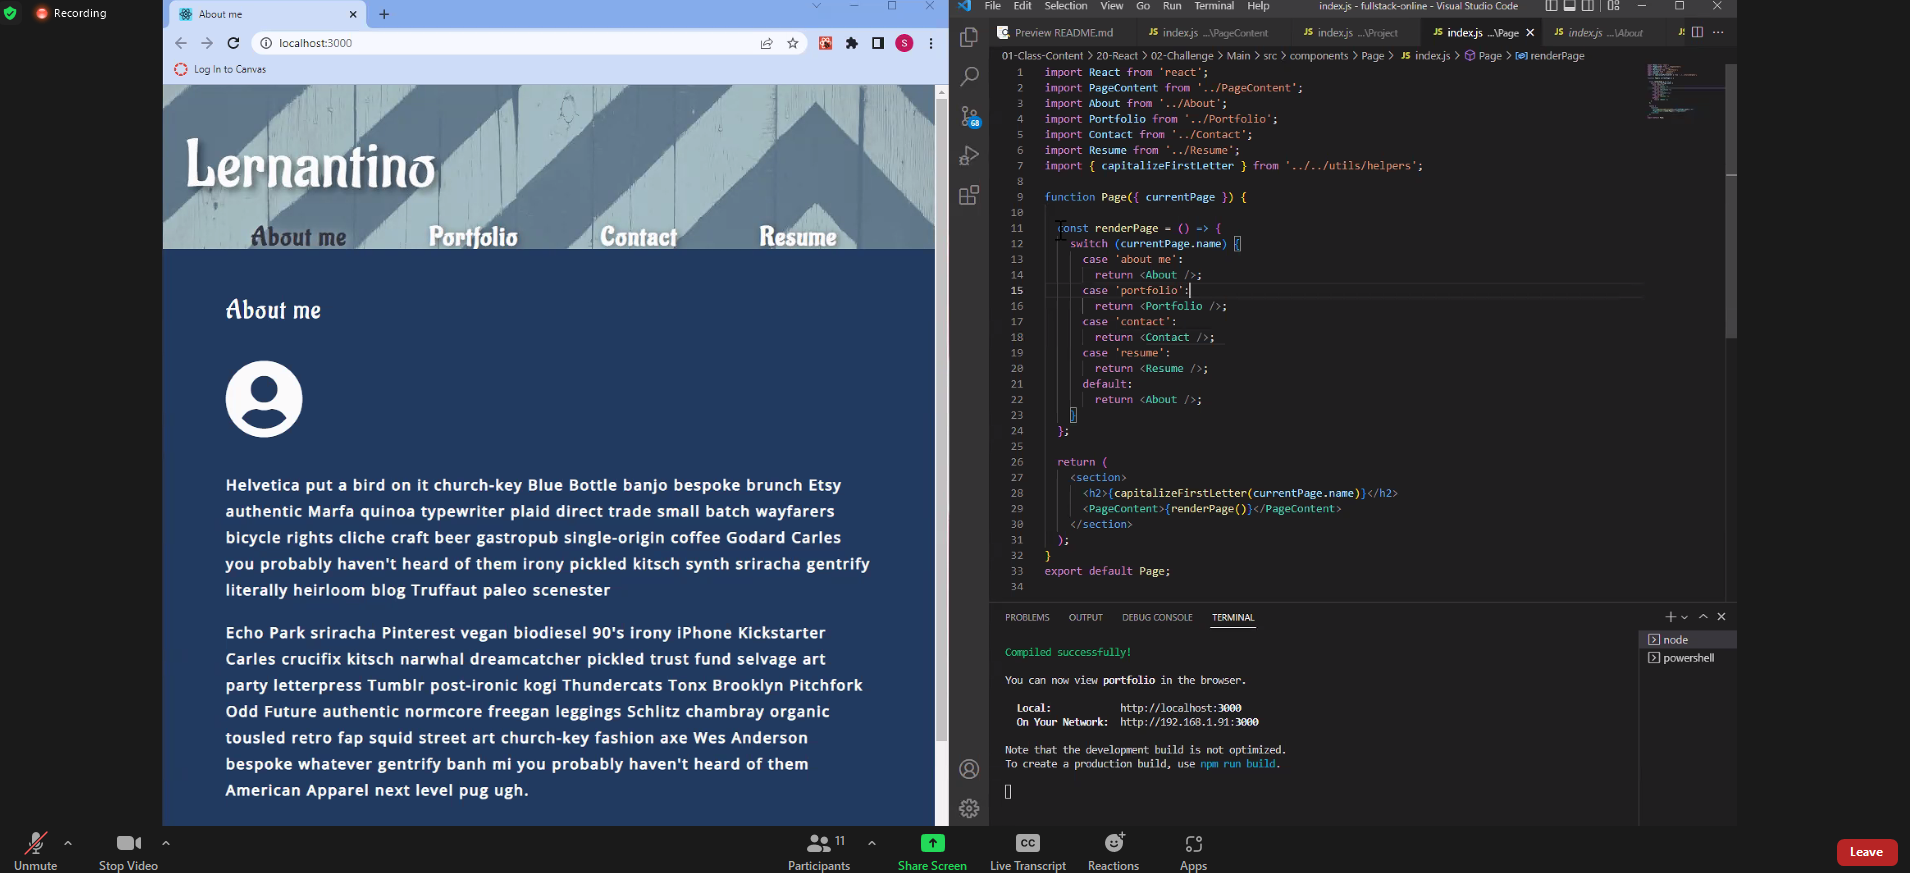 Recording
About me
localhost:3000
S
Log In to Canvas
Lernantino
About me
Portfolio
Contact
Resume
About me
Helvetica put a bird on it church-key Blue Bottle banjo bespoke brunch Etsy
authentic Marfa quinoa typewriter plaid direct trade small batch wayfarers
bicycle rights cliche craft beer gastropub single-origin coffee Godard Carles
you probably haven't heard of them irony pickled kitsch synth sriracha gentrify
literally heirloom blog Truffaut paleo scenester
Echo Park sriracha Pinterest vegan biodiesel 90's irony iPhone Kickstarter
Carles crucifix kitsch narwhal dreamcatcher pickled trust fund selvage art
party letterpress Tumblr post-ironic kogi Thundercats Tonx Brooklyn Pitchfork
Odd Future authentic normcore freegan leggings Schlitz chambray organic
tousled retro fap squid street art church-key fashion axe Wes Anderson
bespoke whatever gentrify banh mi you probably haven't heard of them
American Apparel next level pug ugh.
File Edit Selection View Go Run Terminal Help index.js - fullstack-online - Visual Studio Code
Preview README.md JS index.js ...\PageContent JS index.js ...\Project JS index.js ...\Page JS index.js ...\About
01-Class-Content > 20-React > 02-Challenge > Main > src > components > Page > JS index.js > Page > renderPage
68
1 import React from 'react';
2 import PageContent from '../PageContent';
3 import About from '../About';
4 import Portfolio from '../Portfolio';
5 import Contact from '../Contact';
6 import Resume from '../Resume';
7 import { capitalizeFirstLetter } from '../../utils/helpers';
8
9 function Page({ currentPage }) {
10
11 const renderPage = () => {
12 switch (currentPage.name) {
13 case 'about me':
14 return <About />;
15 case 'portfolio':
16 return <Portfolio />;
17 case 'contact':
18 return <Contact />;
19 case 'resume':
20 return <Resume />;
21 default:
22 return <About />;
23 }
24 };
25
26 return (
27 <section>
28 <h2>{capitalizeFirstLetter(currentPage.name)}</h2>
29 <PageContent>{renderPage()}</PageContent>
30 </section>
31 );
32 }
33 export default Page;
34
PROBLEMS OUTPUT DEBUG CONSOLE TERMINAL
node
powershell
Compiled successfully!
You can now view portfolio in the browser.
Local: http://localhost:3000
On Your Network: http://192.168.1.91:3000
Note that the development build is not optimized.
To create a production build, use npm run build.
Unmute
Stop Video
11
Participants
Share Screen
CC
Live Transcript
Reactions
Apps
Leave